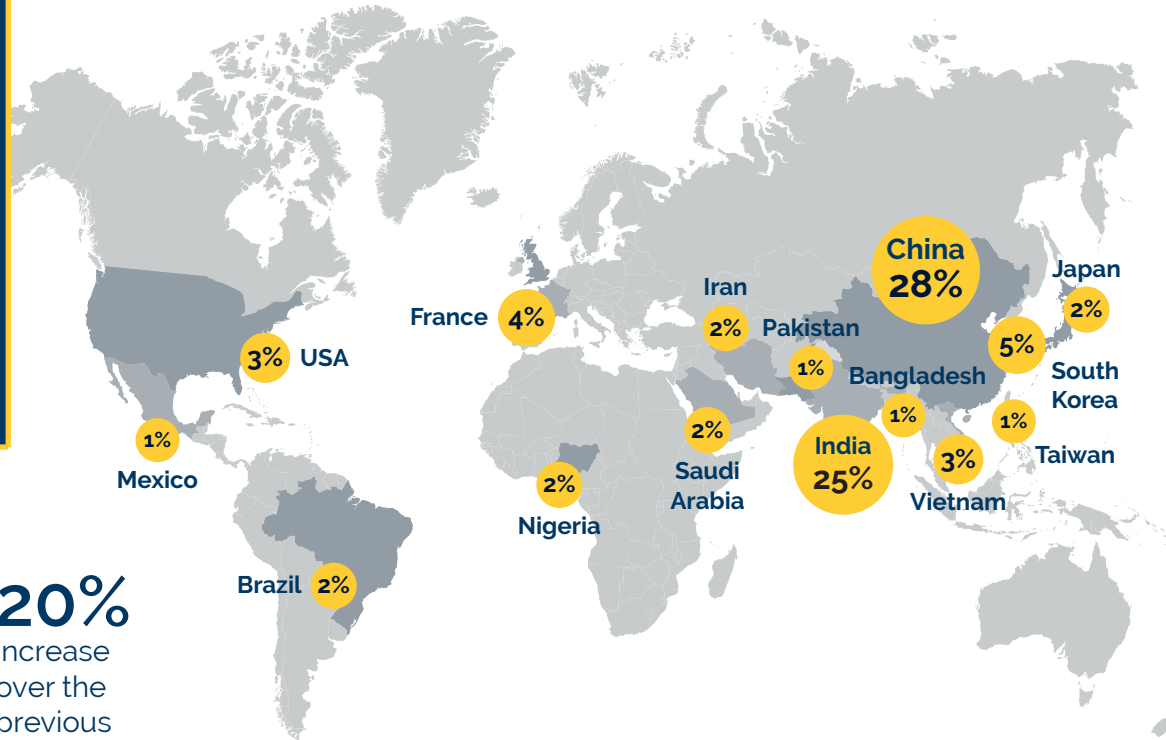 China
28%
Japan
2%
Iran
2%
Pakistan
1%
France
4%
5%
South
Korea
3%
USA
Bangladesh
1%
1%
Taiwan
1%
Mexico
2%
Saudi
Arabia
India
25%
3%
Vietnam
2%
Nigeria
Brazil
2%
20%
increase
over the
previous